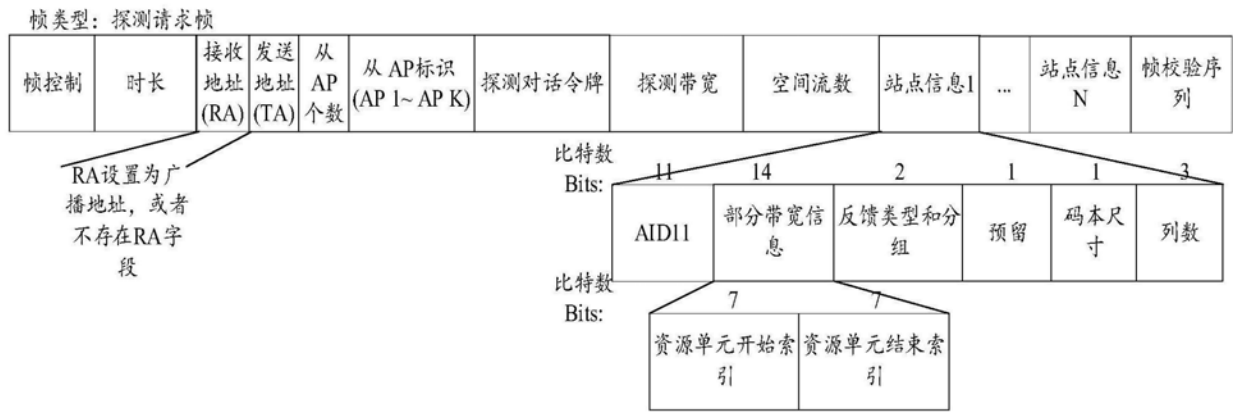 帧类型：探测请求帧
帧控制
时长
接收
地址
(RA)
发送
地址
(TA)
从
AP
个数
从 AP标识
(AP 1~ AP K)
探测对话令牌
探测带宽
空间流数
站点信息1
...
站点信息
N
帧校验序
列
RA设置为广
播地址，或者
不存在RA字
段
比特数
Bits:
11
14
2
1
1
3
AID11
部分带宽信
息
反馈类型和分
组
预留
码本尺
寸
列数
比特数
Bits:
7
7
资源单元开始索
引
资源单元结束索
引